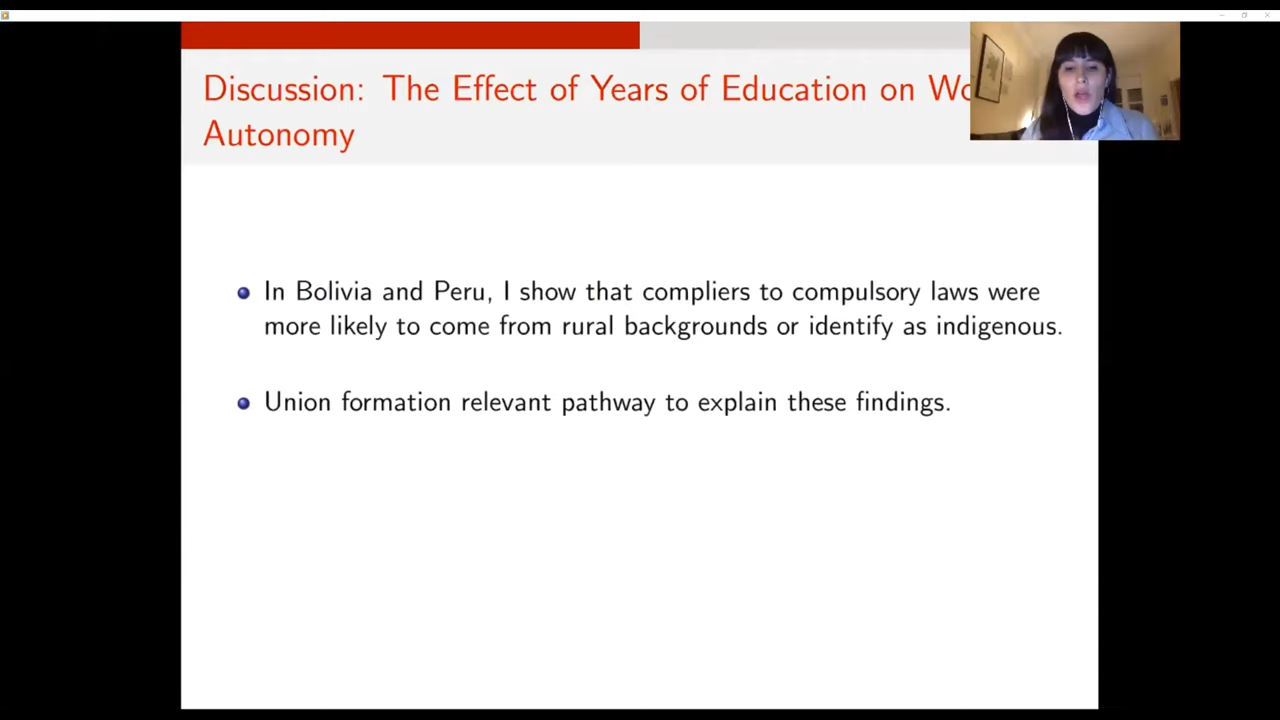 Discussion: The Effect of Years of Education on
Autonomy
In Bolivia and Peru, I show that compliers to compulsory laws were
more likely to come from rural backgrounds or identify as indigenous.
Union formation relevant pathway to explain these findings.